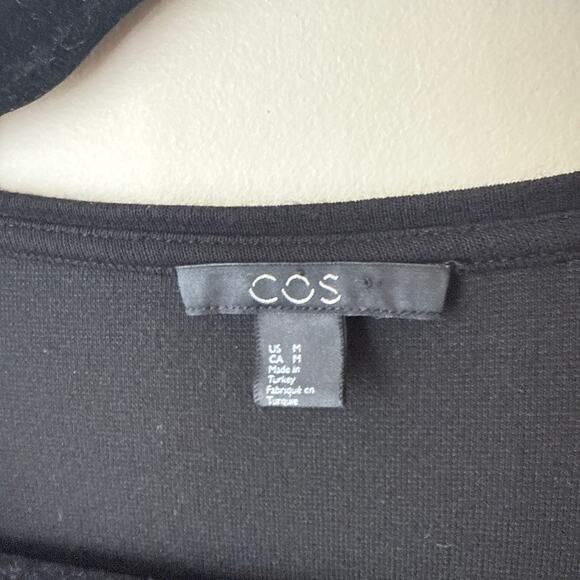 COS
US M
CA M
Made in
Turkey
Fabriqué en
Turquie